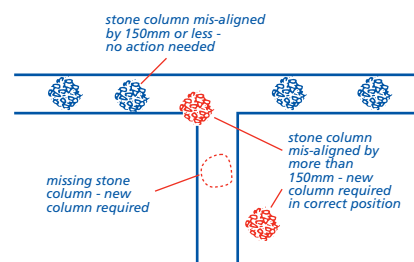 stone column mis-aligned
by 150mm or less -
no action needed
stone column
mis-aligned by
more than
150mm - new
column required
in correct position
missing stone
column - new
column required